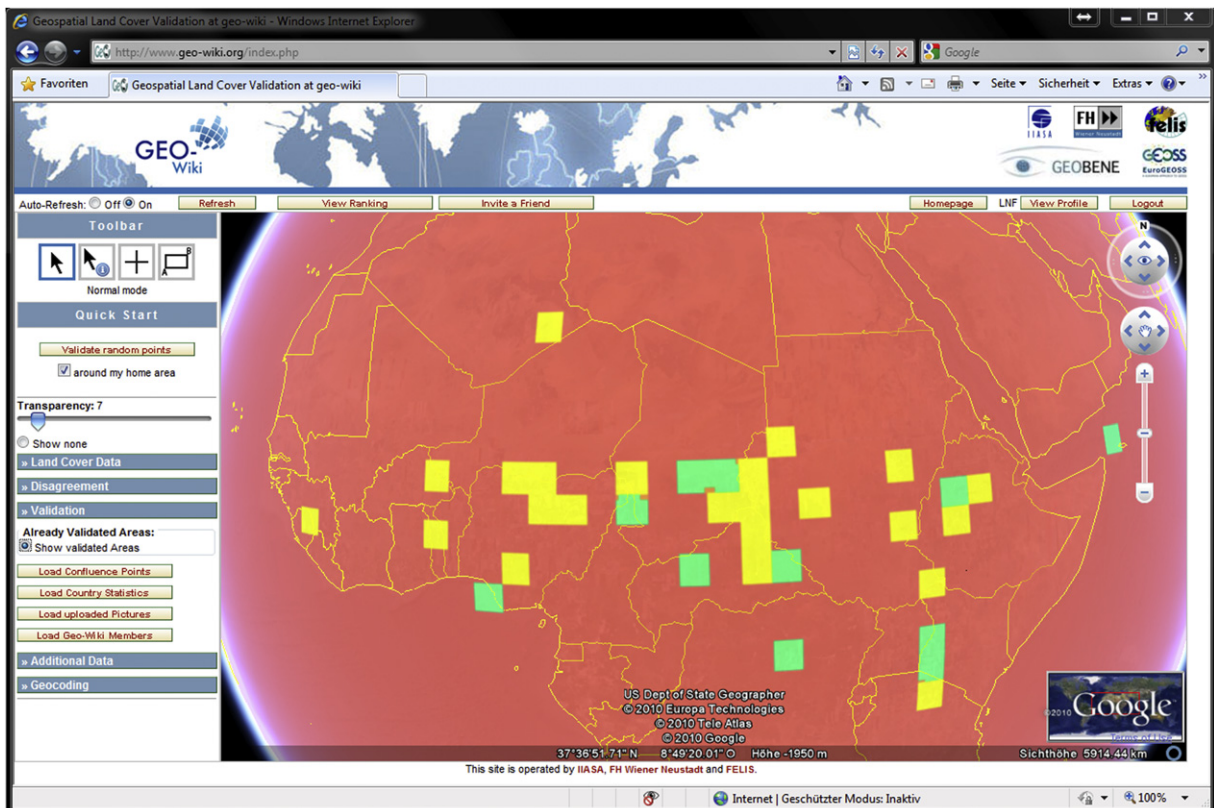 Geospatial Land Cover Validation at geo-wiki - Windows Internet Explorer
http://www.geo-wiki.org/index.php
Google
Favoriten
Geospatial Land Cover Validation at geo-wiki
Seite
Sicherheit
Extras
GEO-
Wiki
IIASA
FH
Wiener Neustadt
felis
GEOBENE
GEOSS
EuroGEOSS
Auto-Refresh: Off On
Refresh
View Ranking
Invite a Friend
Homepage
LNF
View Profile
Logout
Toolbar
Normal mode
Quick Start
Validate random points
around my home area
Transparency: 7
Show none
» Land Cover Data
» Disagreement
» Validation
Already Validated Areas:
Show validated Areas
Load Confluence Points
Load Country Statistics
Load uploaded Pictures
Load Geo-Wiki Members
» Additional Data
» Geocoding
N
US Dept of State Geographer
© 2010 Europa Technologies
© 2010 Tele Atlas
© 2010 Google
©2010 Google
Terms of Use
37°36'51.71" N 8°49'20.01" O Höhe -1950 m
Sichthöhe 5914.44 km
This site is operated by IIASA, FH Wiener Neustadt and FELIS.
Internet | Geschützter Modus: Inaktiv
100%